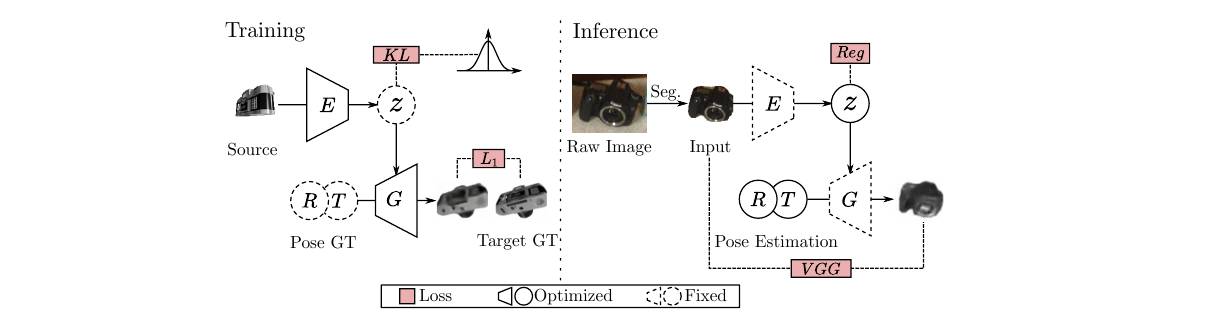 Training
KL
E
z
Source
L1
R T
G
Pose GT
Target GT
Inference
Reg
Seg.
E
z
Raw Image
Input
R T
G
Pose Estimation
VGG
Loss
Optimized
Fixed